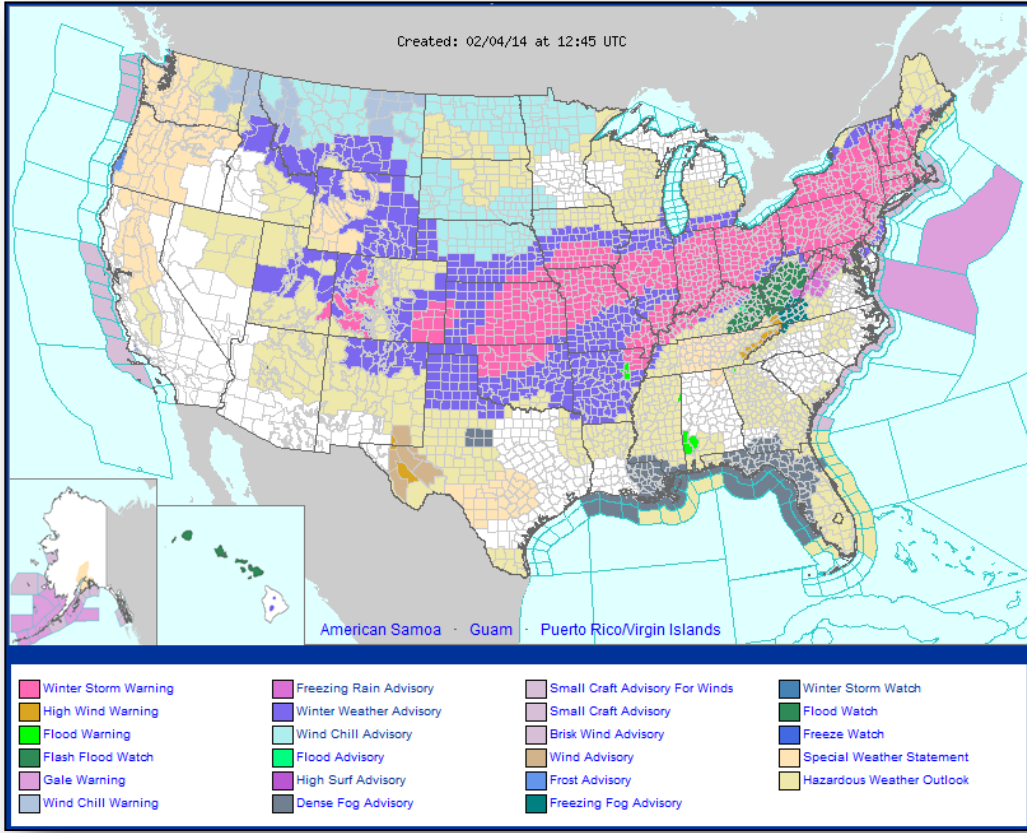 Created: 02/04/14 at 12:45 UTC
American Samoa · Guam · Puerto Rico/Virgin Islands
Winter Storm Warning
High Wind Warning
Flood Warning
Flash Flood Watch
Gale Warning
Wind Chill Warning
Freezing Rain Advisory
Winter Weather Advisory
Wind Chill Advisory
Flood Advisory
High Surf Advisory
Dense Fog Advisory
Small Craft Advisory For Winds
Small Craft Advisory
Brisk Wind Advisory
Wind Advisory
Frost Advisory
Freezing Fog Advisory
Winter Storm Watch
Flood Watch
Freeze Watch
Special Weather Statement
Hazardous Weather Outlook